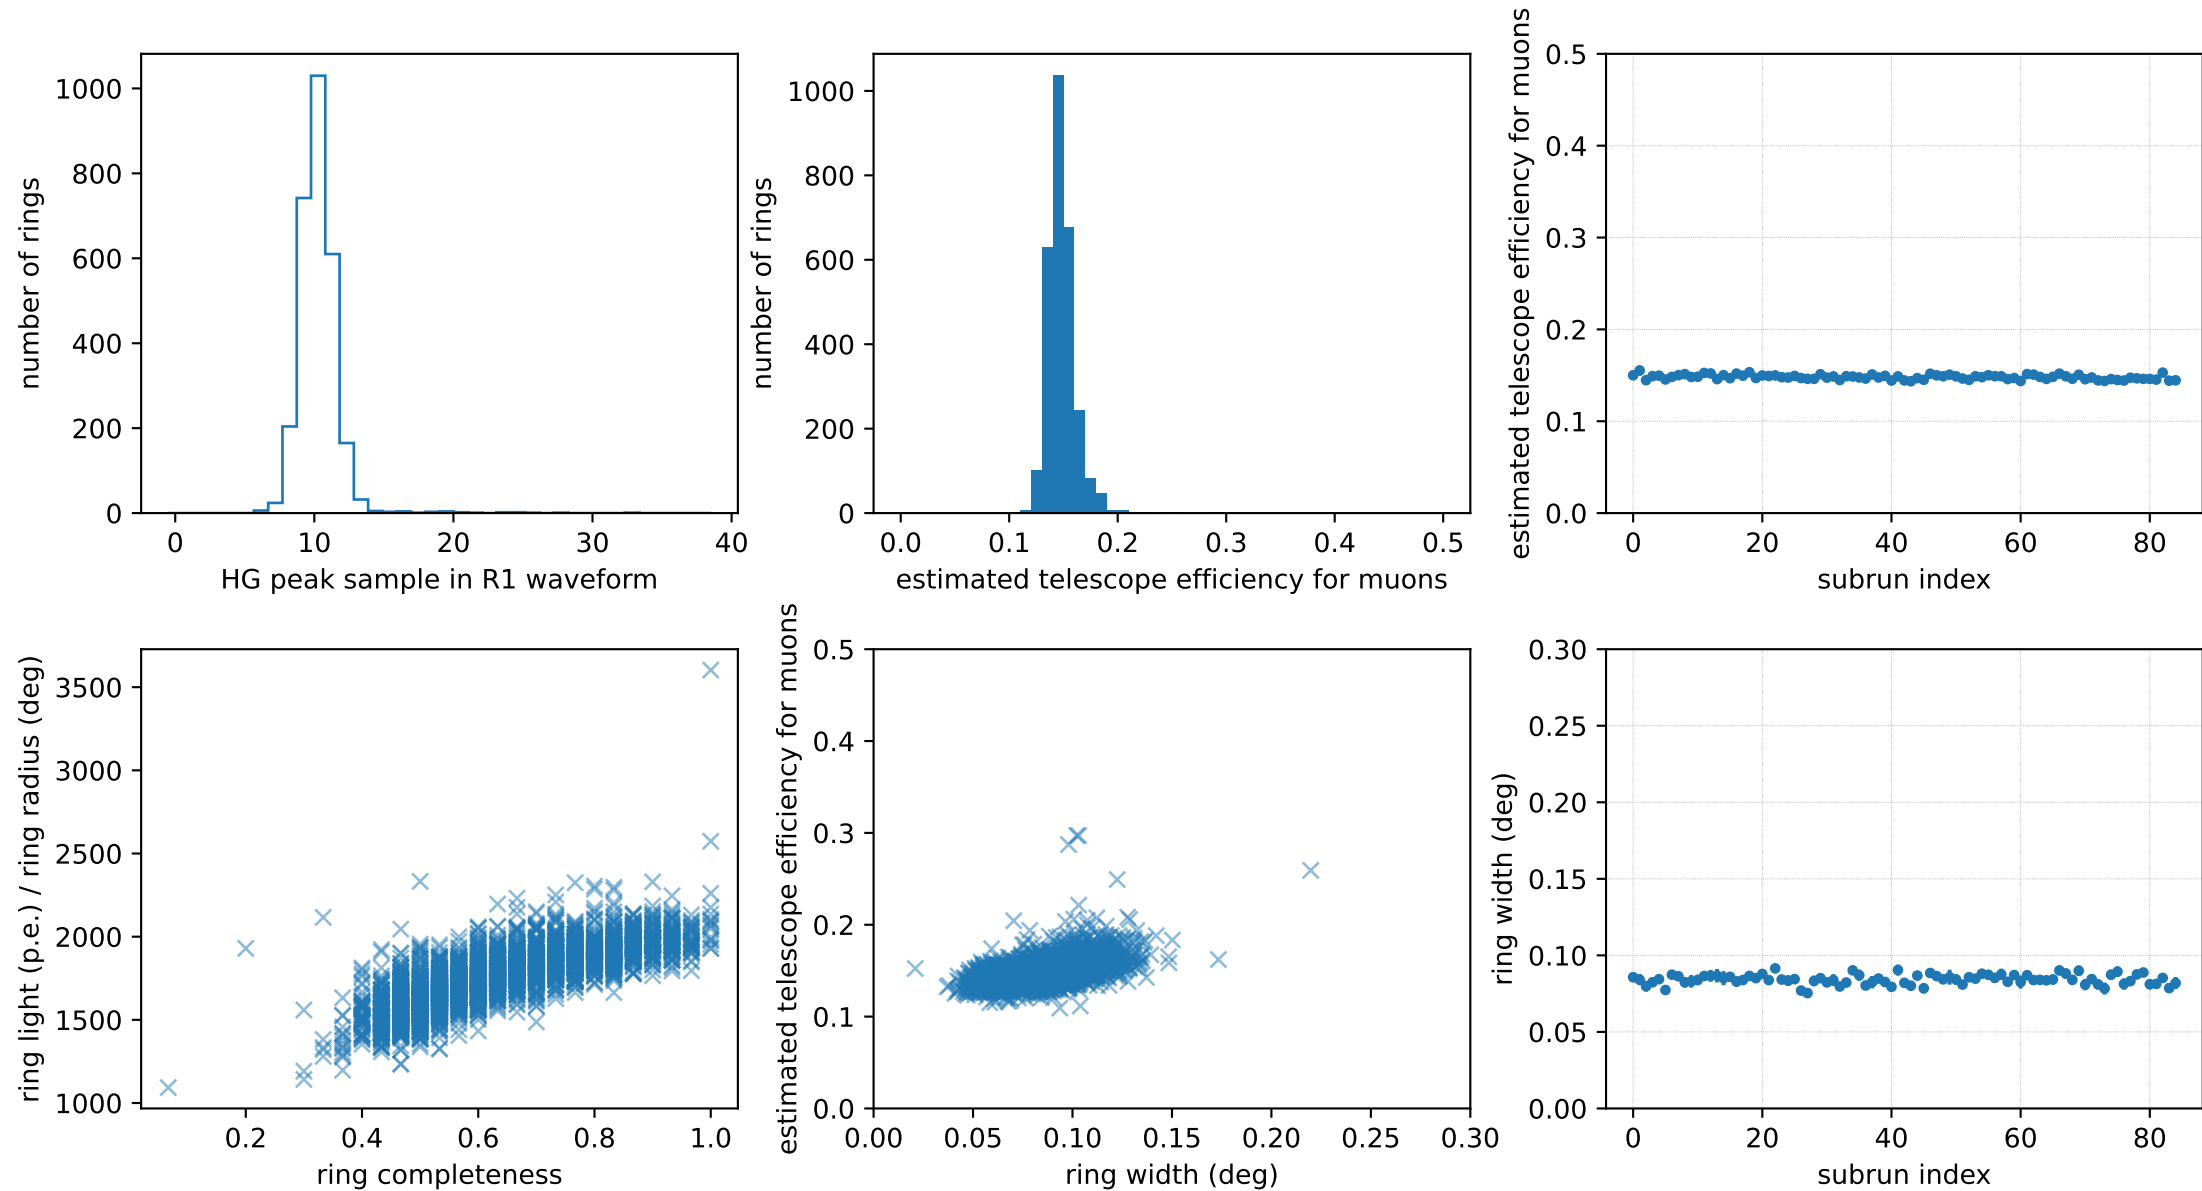 number of rings
1000
800
600
400
200
0
0 10 20 30 40
HG peak sample in R1 waveform
number of rings
1000
800
600
400
200
0
0.0 0.1 0.2 0.3 0.4 0.5
estimated telescope efficiency for muons
estimated telescope efficiency for muons
0.5
0.4
0.3
0.2
0.1
0.0
0 20 40 60 80
subrun index
ring light (p.e.) / ring radius (deg)
3500
3000
2500
2000
1500
1000
0.2 0.4 0.6 0.8 1.0
ring completeness
estimated telescope efficiency for muons
0.5
0.4
0.3
0.2
0.1
0.0
0.00 0.05 0.10 0.15 0.20 0.25 0.30
ring width (deg)
ring width (deg)
0.30
0.25
0.20
0.15
0.10
0.05
0.00
0 20 40 60 80
subrun index